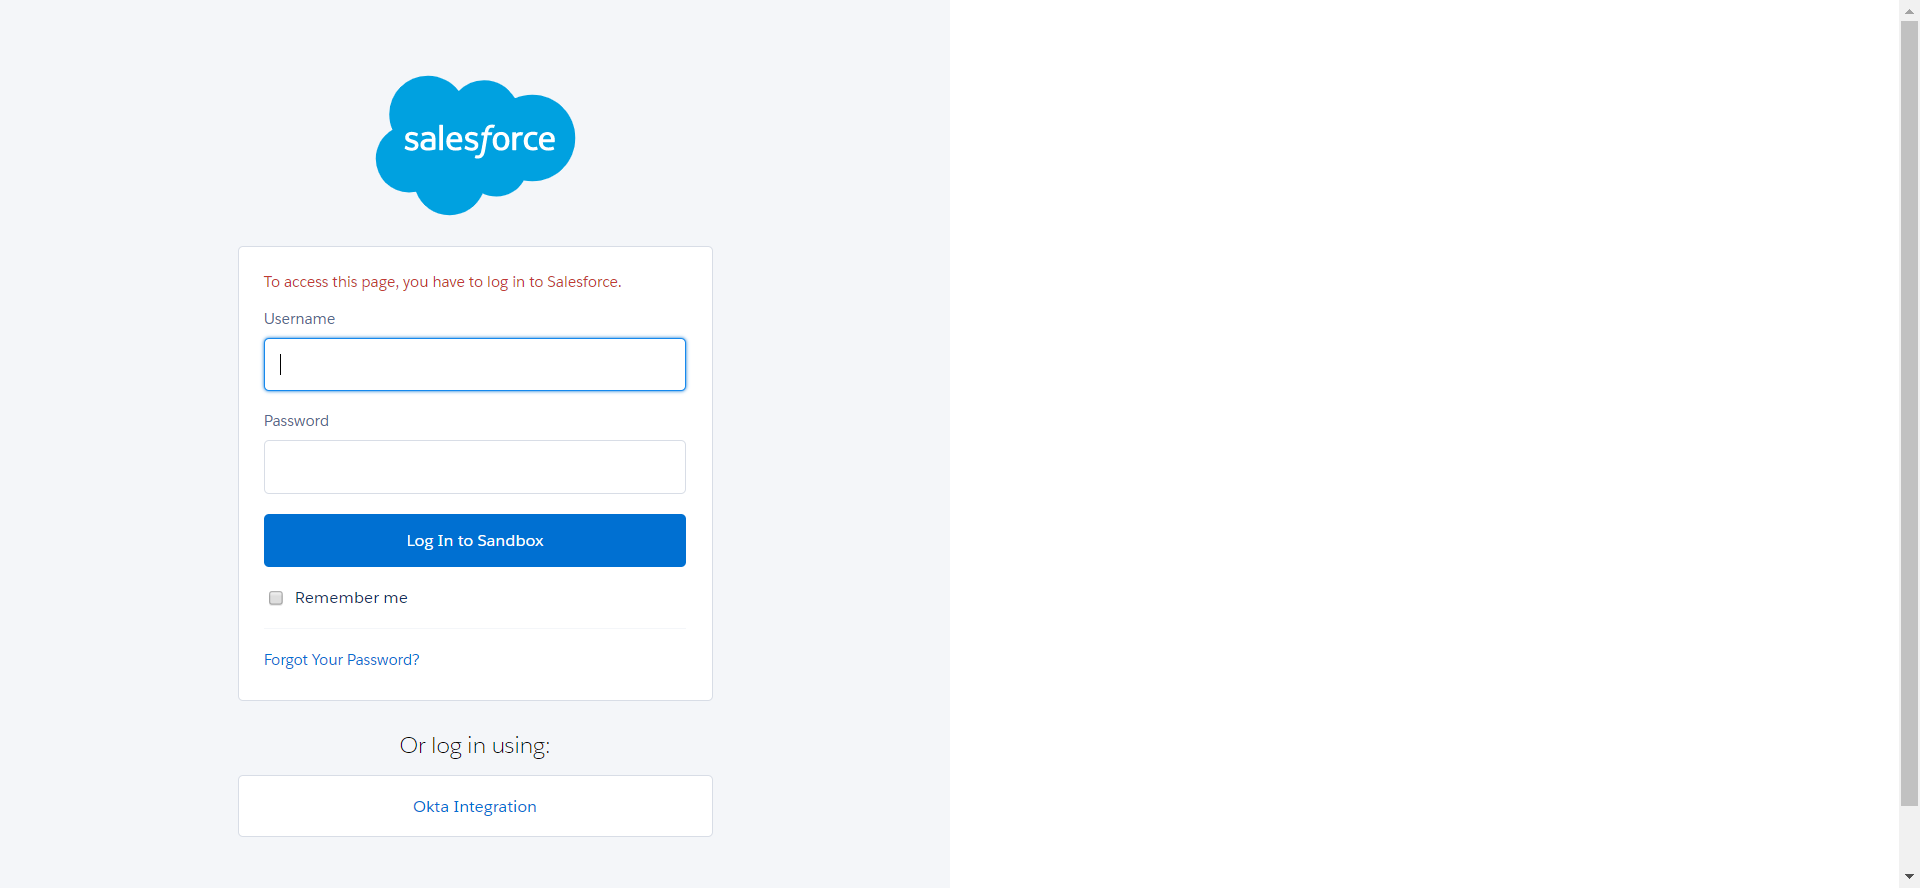 salesforce
To access this page, you have to log in to Salesforce.
Username
Password
Log In to Sandbox
Remember me
Forgot Your Password?
Or log in using:
Okta Integration